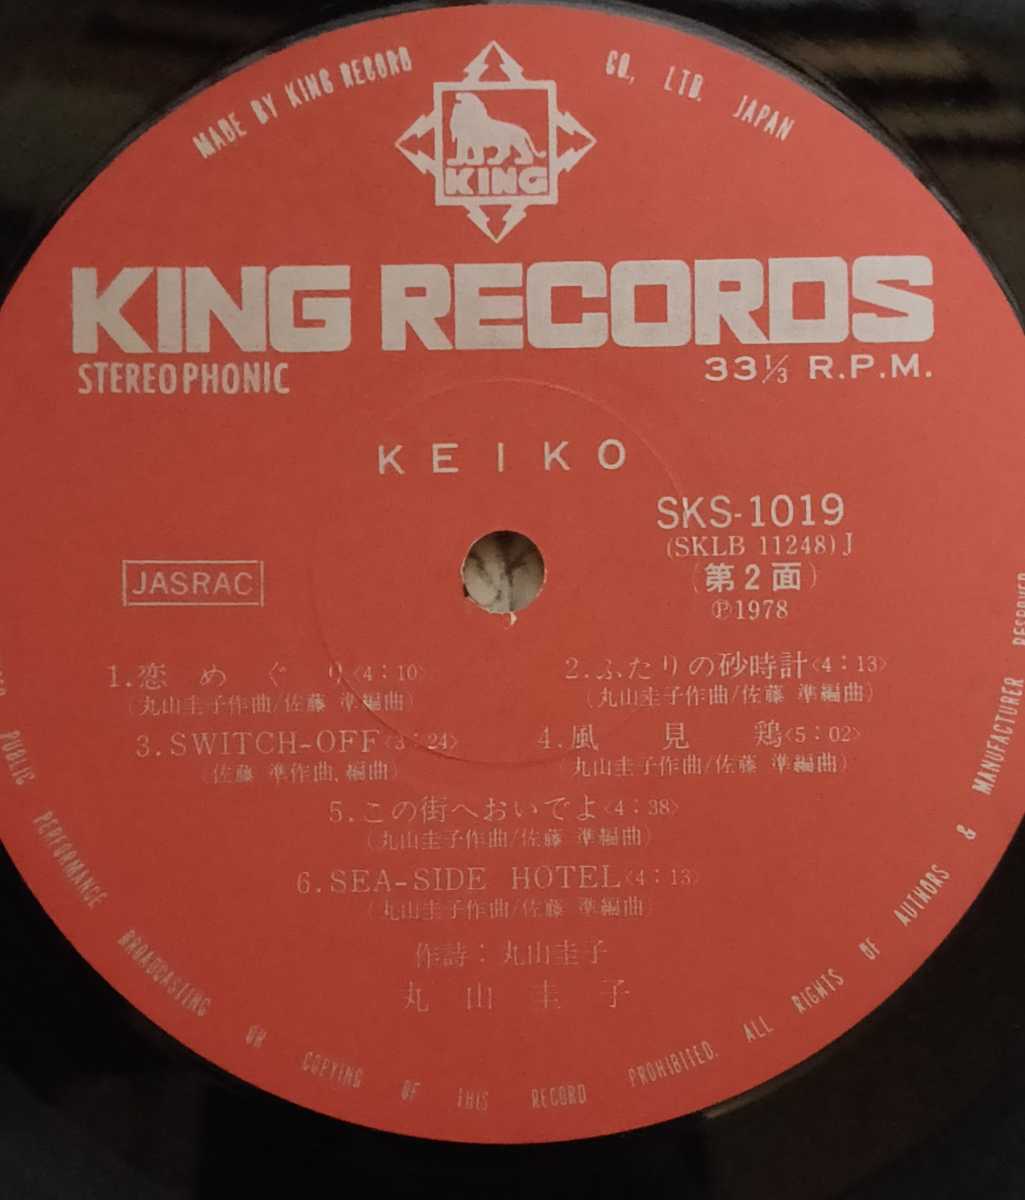 MADE BY KING RECORD CO., LTD. JAPAN
KING
KING RECORDS
STEREOPHONIC
33⅓ R.P.M.
KEIKO
SKS-1019
(SKLB 11248) J
JASRAC
(第2面)
Ⓟ1978
1.恋めぐり<4:10>
(丸山圭子作曲/佐藤 準編曲)
2.ふたりの砂時計<4:13>
(丸山圭子作曲/佐藤 準編曲)
3.SWITCH-OFF<3:24>
(佐藤 準作曲、編曲)
4.風見鶏<5:02>
(丸山圭子作曲/佐藤 準編曲)
5.この街へおいでよ<4:38>
(丸山圭子作曲/佐藤 準編曲)
6.SEA-SIDE HOTEL<4:13>
(丸山圭子作曲/佐藤 準編曲)
作詩:丸山圭子
丸山圭子
ALL RIGHTS OF AUTHORS & MANUFACTURER RESERVED
PUBLIC PERFORMANCE BROADCASTING OR COPYING OF THIS RECORD PROHIBITED.